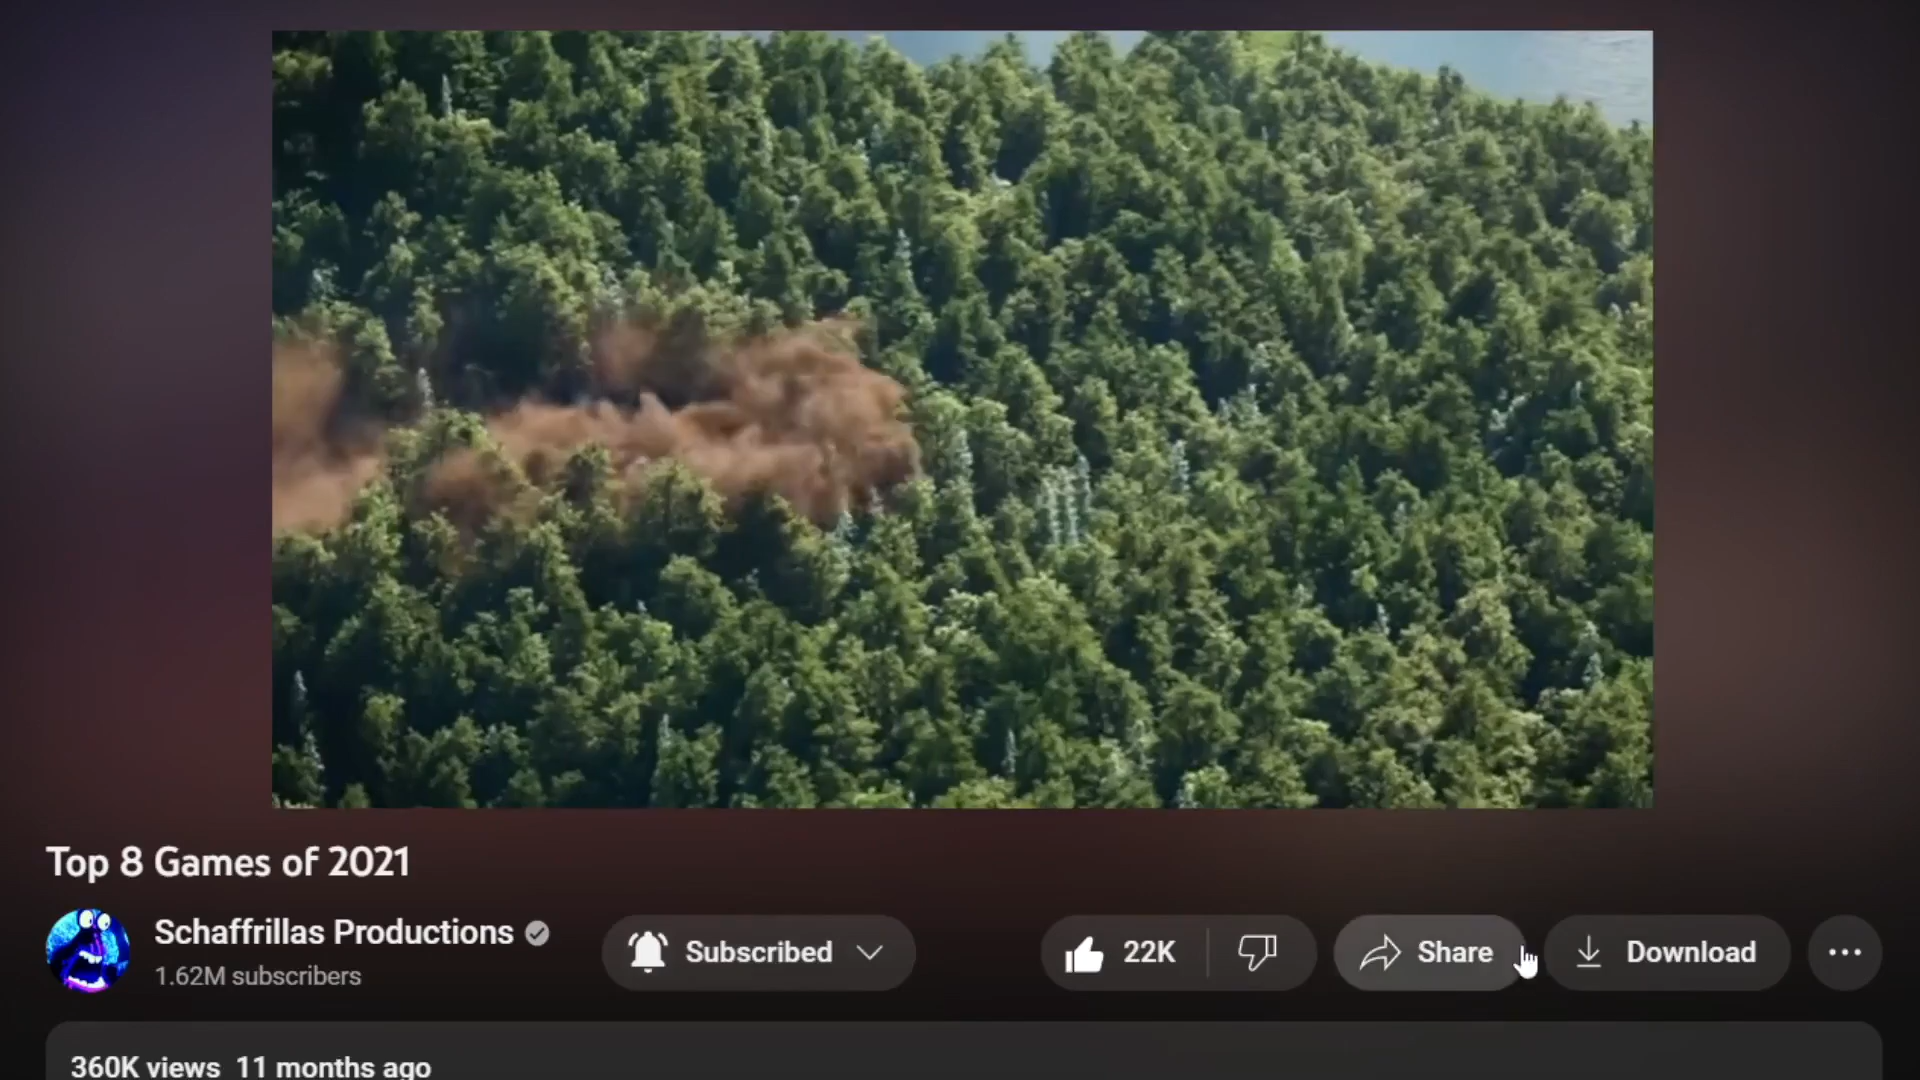 Top 8 Games of 2021
Schaffrillas Productions
1.62M subscribers
Subscribed
22K
Share
Download
360K views 11 months ago